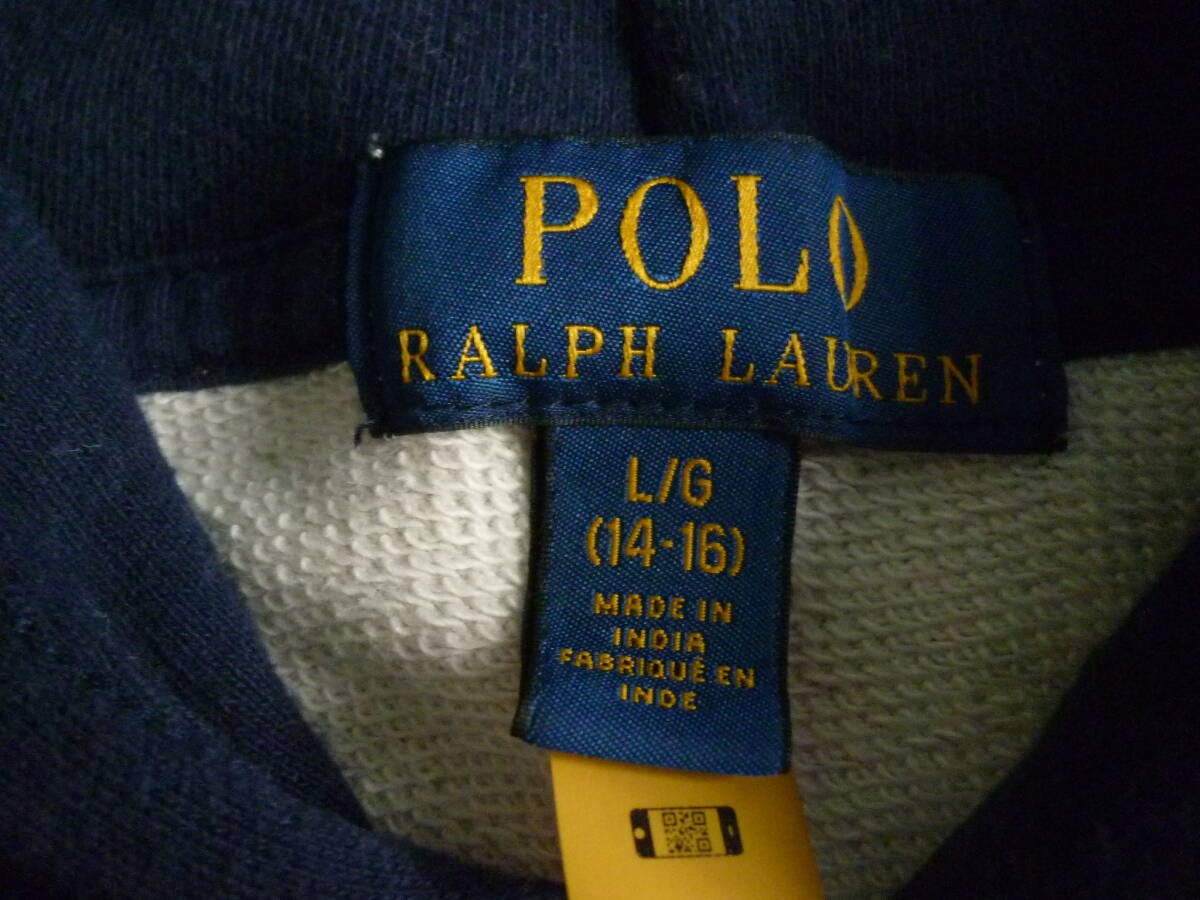 POLO
RALPH LAUREN
L/G
(14-16)
MADE IN
INDIA
FABRIQUÉ EN
INDE